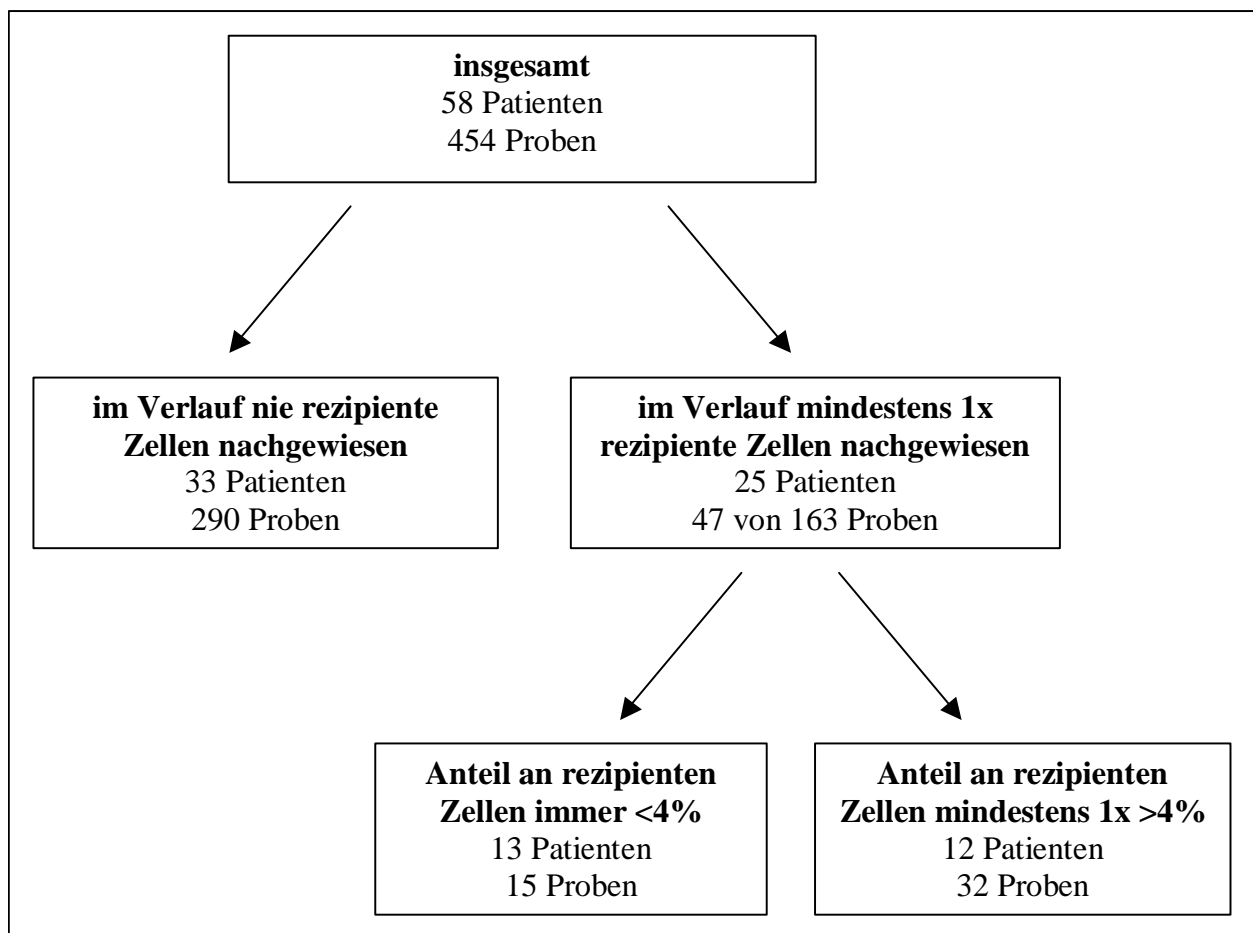 insgesamt
58 Patienten
454 Proben
im Verlauf nie rezipiente
Zellen nachgewiesen
33 Patienten
290 Proben
im Verlauf mindestens 1x
rezipiente Zellen nachgewiesen
25 Patienten
47 von 163 Proben
Anteil an rezipienten
Zellen immer <4%
13 Patienten
15 Proben
Anteil an rezipienten
Zellen mindestens 1x >4%
12 Patienten
32 Proben